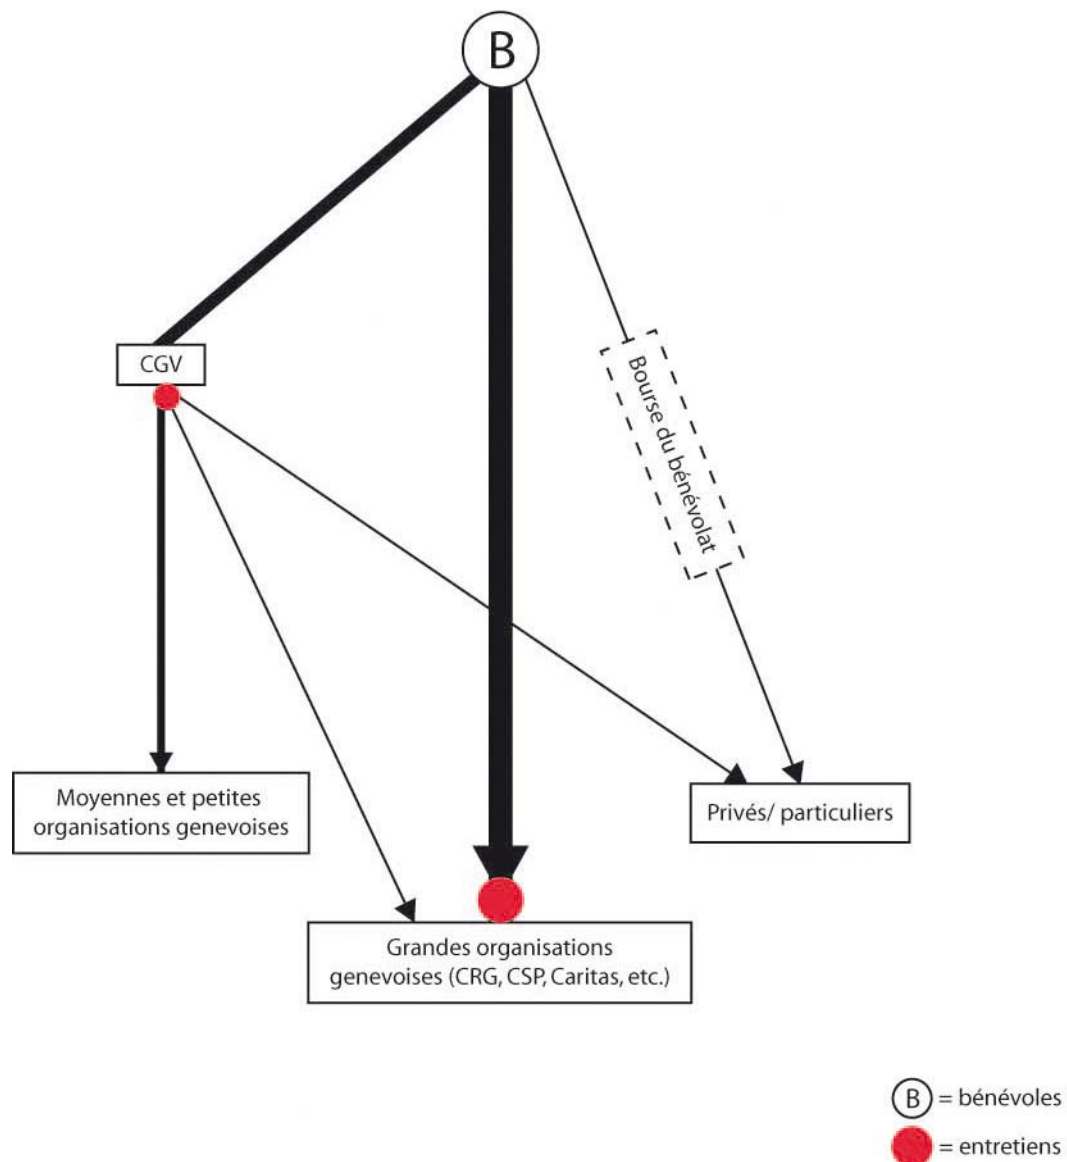 B
CGV
Bourse du bénévolat
Moyennes et petites
organisations genevoises
Privés/ particuliers
Grandes organisations
genevoises (CRG, CSP, Caritas, etc.)
B = bénévoles
= entretiens